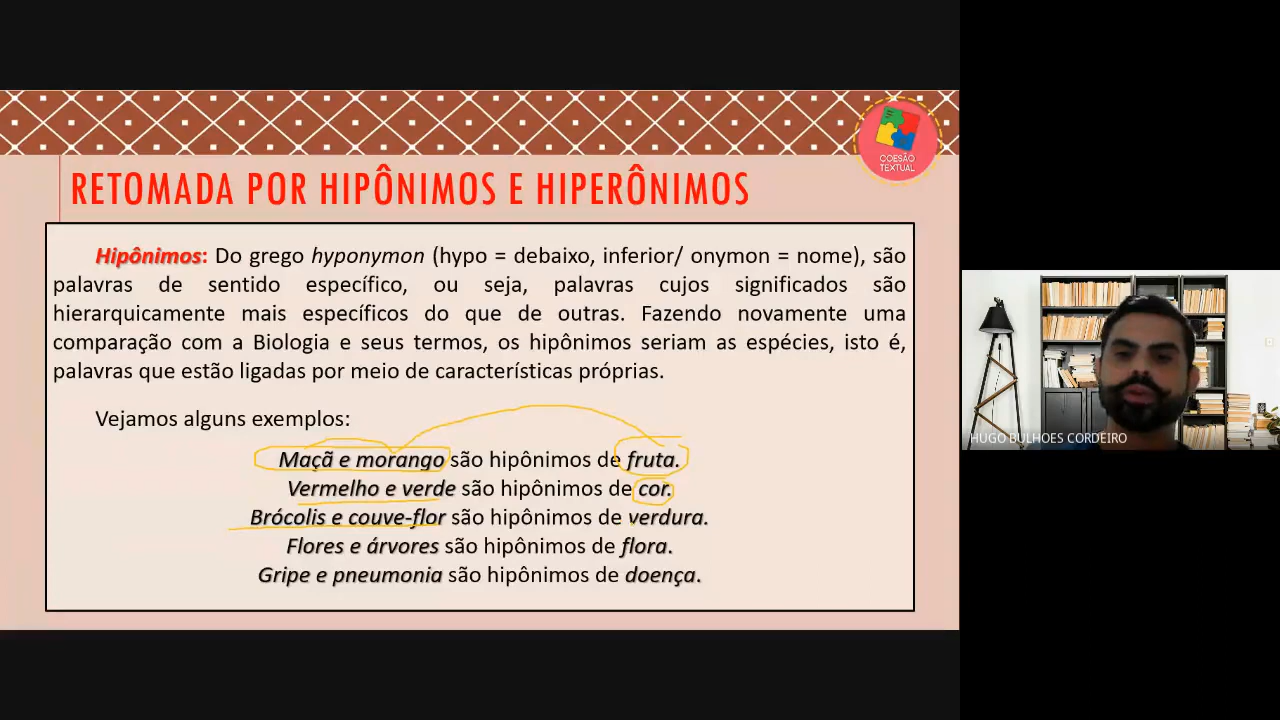 COESÃO
TEXTUAL
RETOMADA POR HIPÔNIMOS E HIPERÔNIMOS
Hipônimos: Do grego hyponymon (hypo = debaixo, inferior/ onymon = nome), são
palavras de sentido específico, ou seja, palavras cujos significados são
hierarquicamente mais específicos do que de outras. Fazendo novamente uma
comparação com a Biologia e seus termos, os hipônimos seriam as espécies, isto é,
palavras que estão ligadas por meio de características próprias.
Vejamos alguns exemplos:
Maçã e morango são hipônimos de fruta.
Vermelho e verde são hipônimos de cor.
Brócolis e couve-flor são hipônimos de verdura.
Flores e árvores são hipônimos de flora.
Gripe e pneumonia são hipônimos de doença.
HUGO BULHOES CORDEIRO